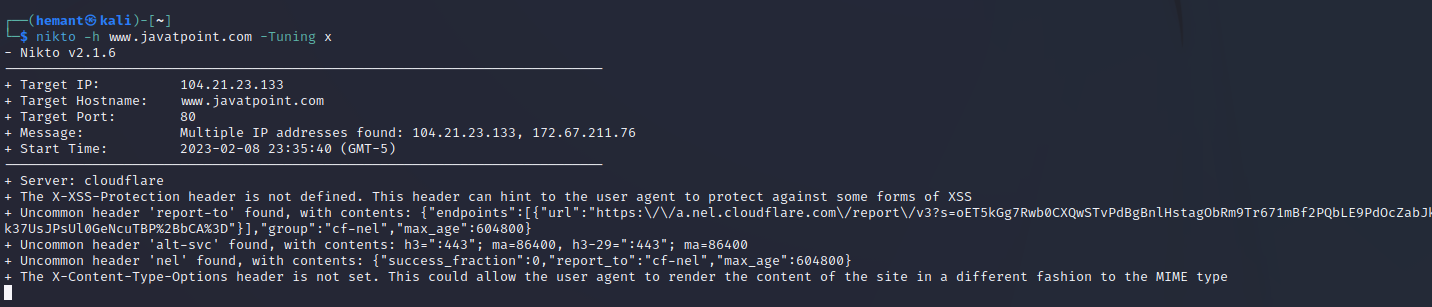 ┌──(hemant㉿kali)-[~]
└─$ nikto -h www.javatpoint.com -Tuning x
- Nikto v2.1.6
---------------------------------------------------------------------------
+ Target IP:          104.21.23.133
+ Target Hostname:    www.javatpoint.com
+ Target Port:        80
+ Message:            Multiple IP addresses found: 104.21.23.133, 172.67.211.76
+ Start Time:         2023-02-08 23:35:40 (GMT-5)
---------------------------------------------------------------------------
+ Server: cloudflare
+ The X-XSS-Protection header is not defined. This header can hint to the user agent to protect against some forms of XSS
+ Uncommon header 'report-to' found, with contents: {"endpoints":[{"url":"https:\/\/a.nel.cloudflare.com\/report\/v3?s=oET5kGg7Rwb0CXQwSTvPdBgBnlHstagObRm9Tr671mBf2PQbLE9PdOcZabJk
k37UsJPsUl0GeNcuTBP%2BbCA%3D"}],"group":"cf-nel","max_age":604800}
+ Uncommon header 'alt-svc' found, with contents: h3=":443"; ma=86400, h3-29=":443"; ma=86400
+ Uncommon header 'nel' found, with contents: {"success_fraction":0,"report_to":"cf-nel","max_age":604800}
+ The X-Content-Type-Options header is not set. This could allow the user agent to render the content of the site in a different fashion to the MIME type